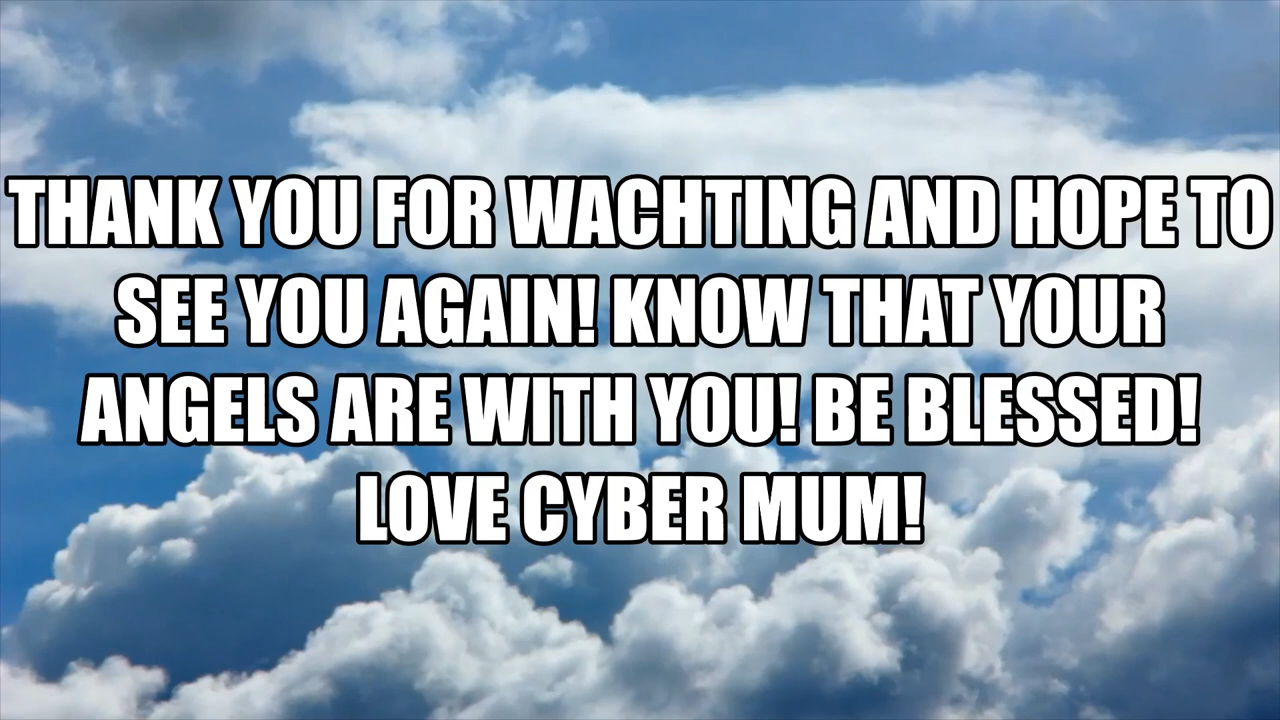 THANK YOU FOR WACHTING AND HOPE TO
SEE YOU AGAIN! KNOW THAT YOUR
ANGELS ARE WITH YOU! BE BLESSED!
LOVE CYBER MUM!